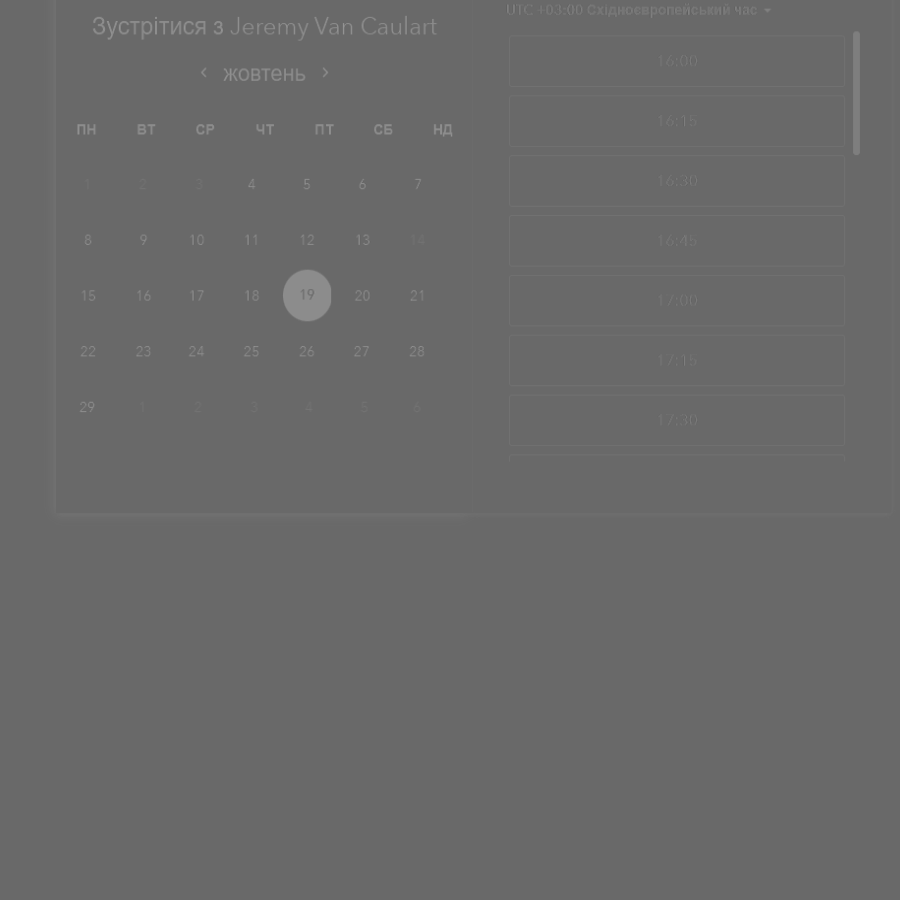 Зустрітися з Jeremy Van Caulart
жовтень
ПН ВТ СР ЧТ ПТ СБ НД
1 2 3 4 5 6 7
8 9 10 11 12 13 14
15 16 17 18 19 20 21
22 23 24 25 26 27 28
29 1 2 3 4 5 6
UTC +03:00 Східноєвропейський час
16:00
16:15
16:30
16:45
17:00
17:15
17:30